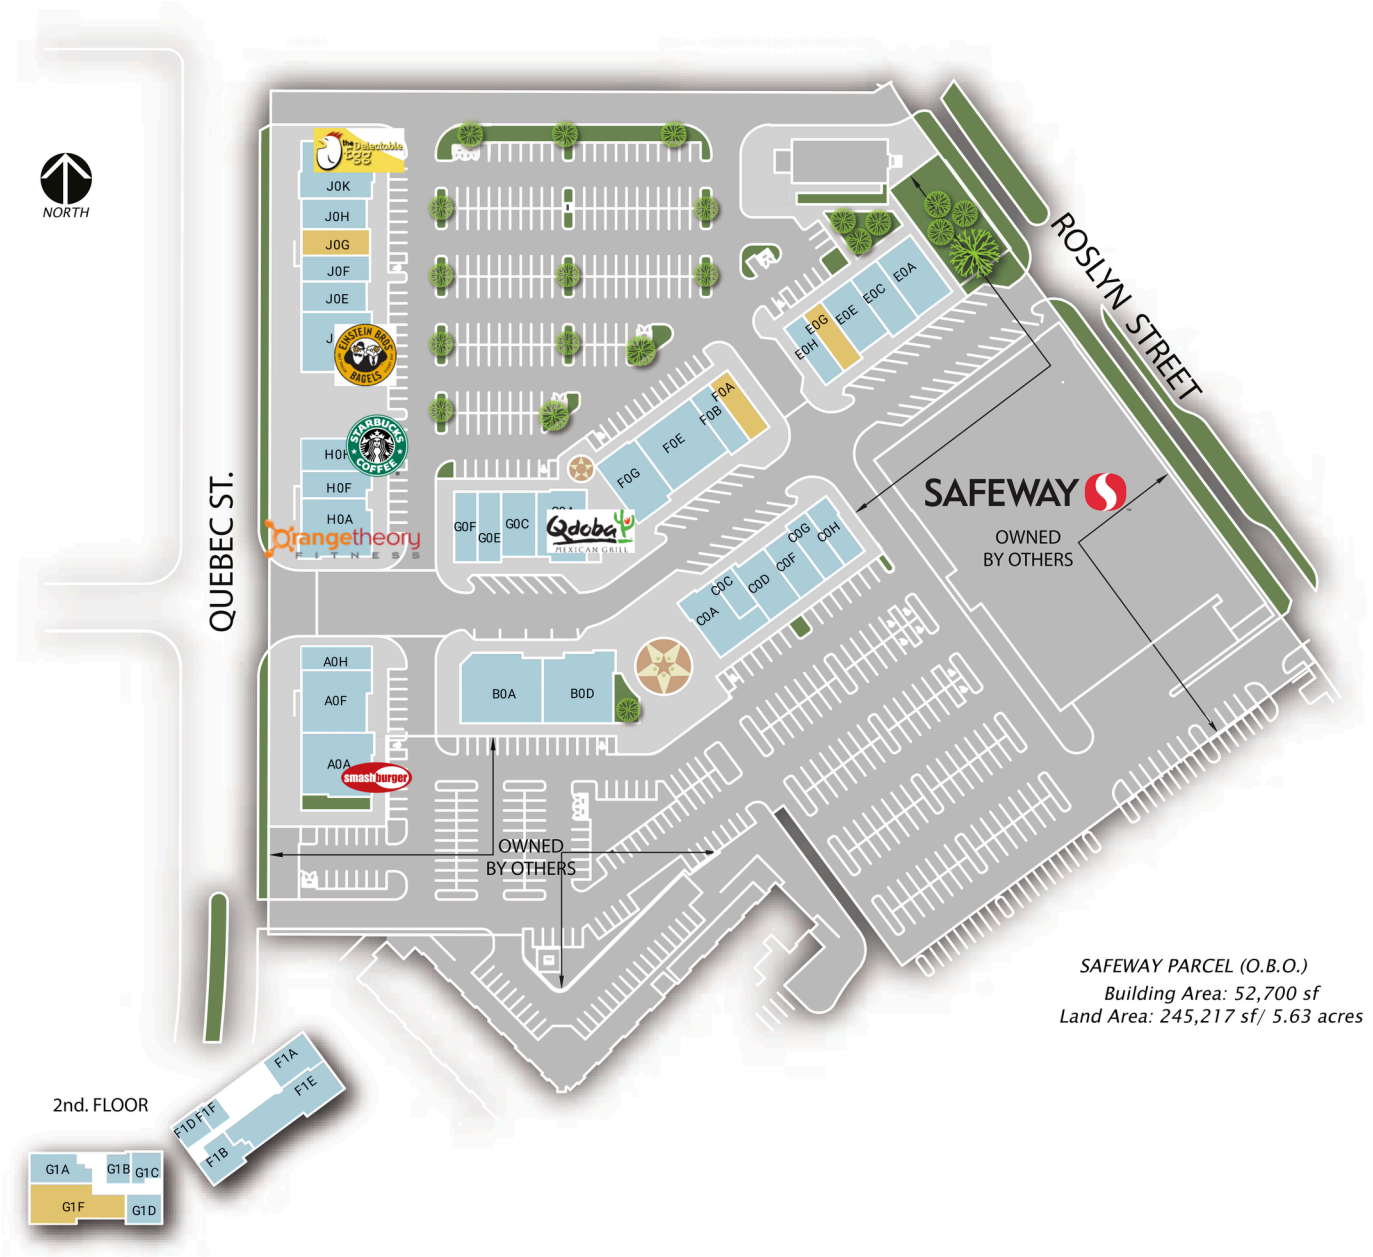 the Delectable
Egg
J0K
J0H
J0G
J0F
J0E
J
EINSTEIN BROS
BAGELS
NORTH
STARBUCKS
COFFEE
H0F
H0A
Orangetheory
FITNESS
QUEBEC ST.
ROSLYN STREET
E0A
E0C
E0E
E0G
E0H
F0A
F0B
F0E
F0G
G0F
G0E
G0C
Qdoba
MEXICAN GRILL
C0H
C0G
C0F
C0D
C0C
C0A
SAFEWAY
OWNED
BY OTHERS
A0H
A0F
A0A
smashburger
B0A
B0D
OWNED
BY OTHERS
SAFEWAY PARCEL (O.B.O.)
Building Area: 52,700 sf
Land Area: 245,217 sf/ 5.63 acres
2nd. FLOOR
F1A
F1E
F1F
F1D
F1B
G1A
G1B
G1C
G1F
G1D